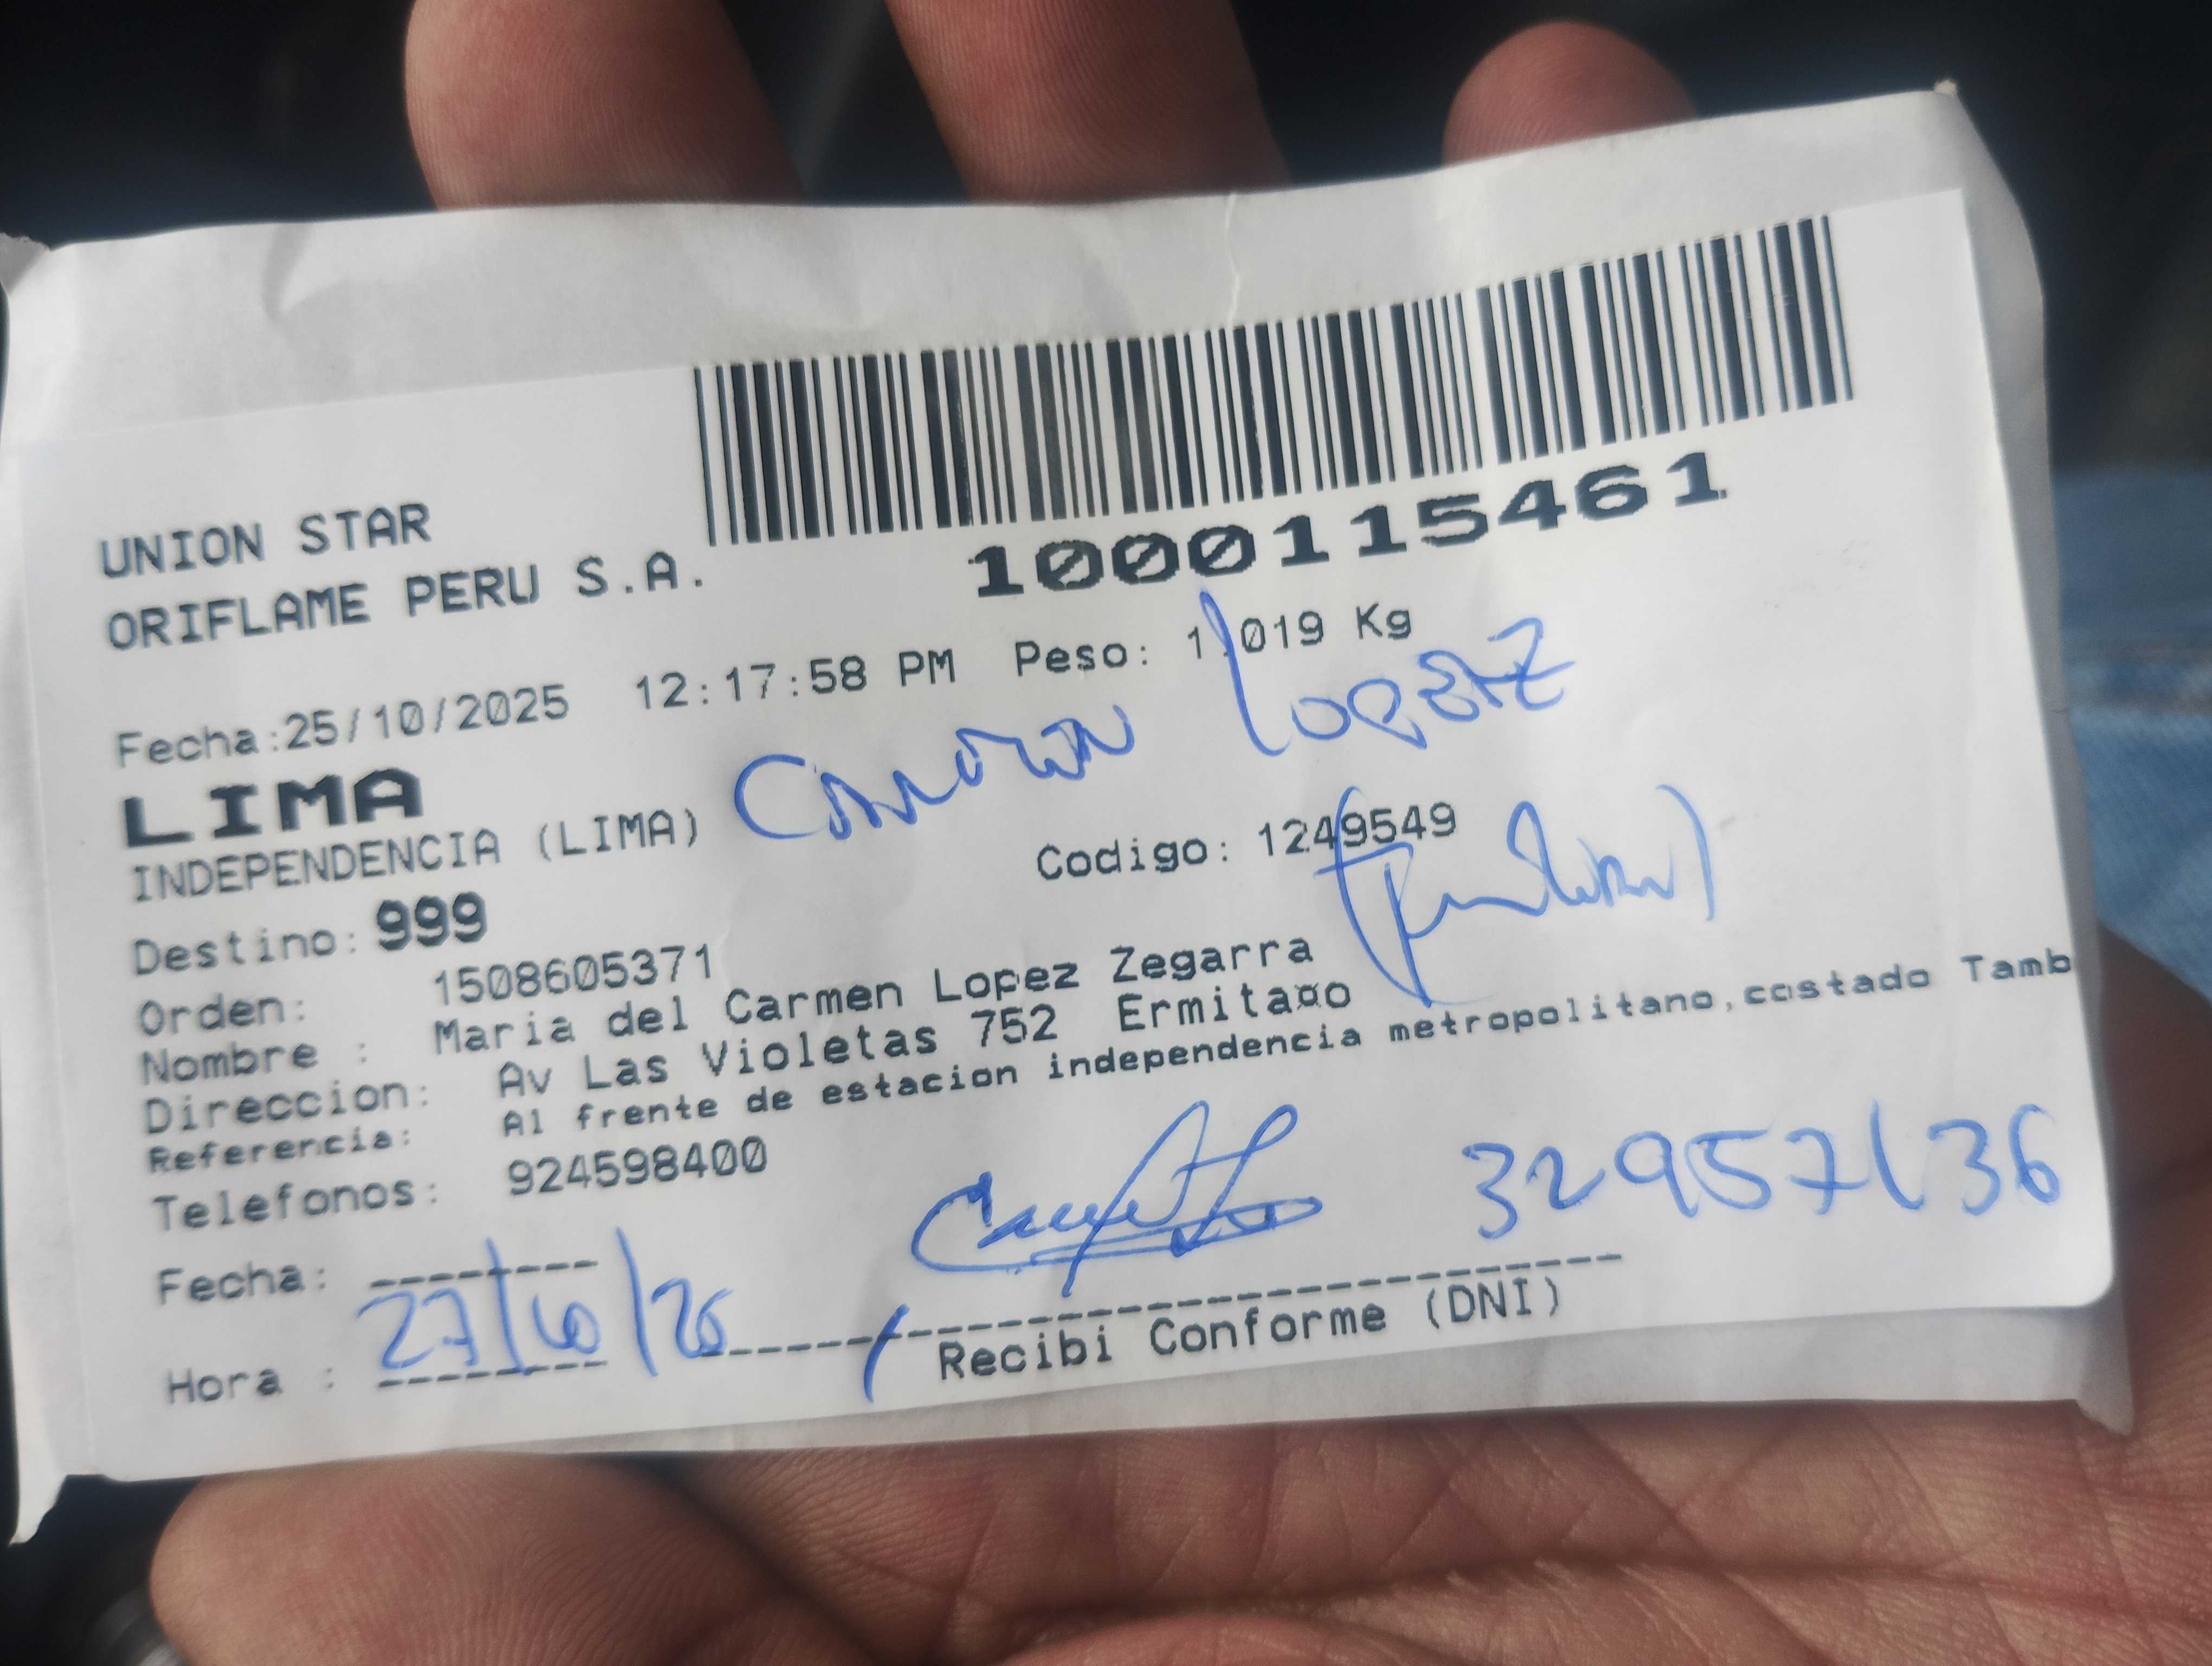 1000115461
UNION STAR
ORIFLAME PERU S.A.
Fecha:25/10/2025 12:17:58 PM Peso: 1.019 Kg
LIMA
INDEPENDENCIA (LIMA)
Carmen Lopez
Codigo: 1249549
Destino: 999
Orden: 1508605371
Nombre : Maria del Carmen Lopez Zegarra
Direccion: Av Las Violetas 752 Ermita¤o
Referencia: Al frente de estacion independencia metropolitano,costado Tamb
Telefonos: 924598400
Fecha:
27/10/25
Hora :
Recibi Conforme (DNI)